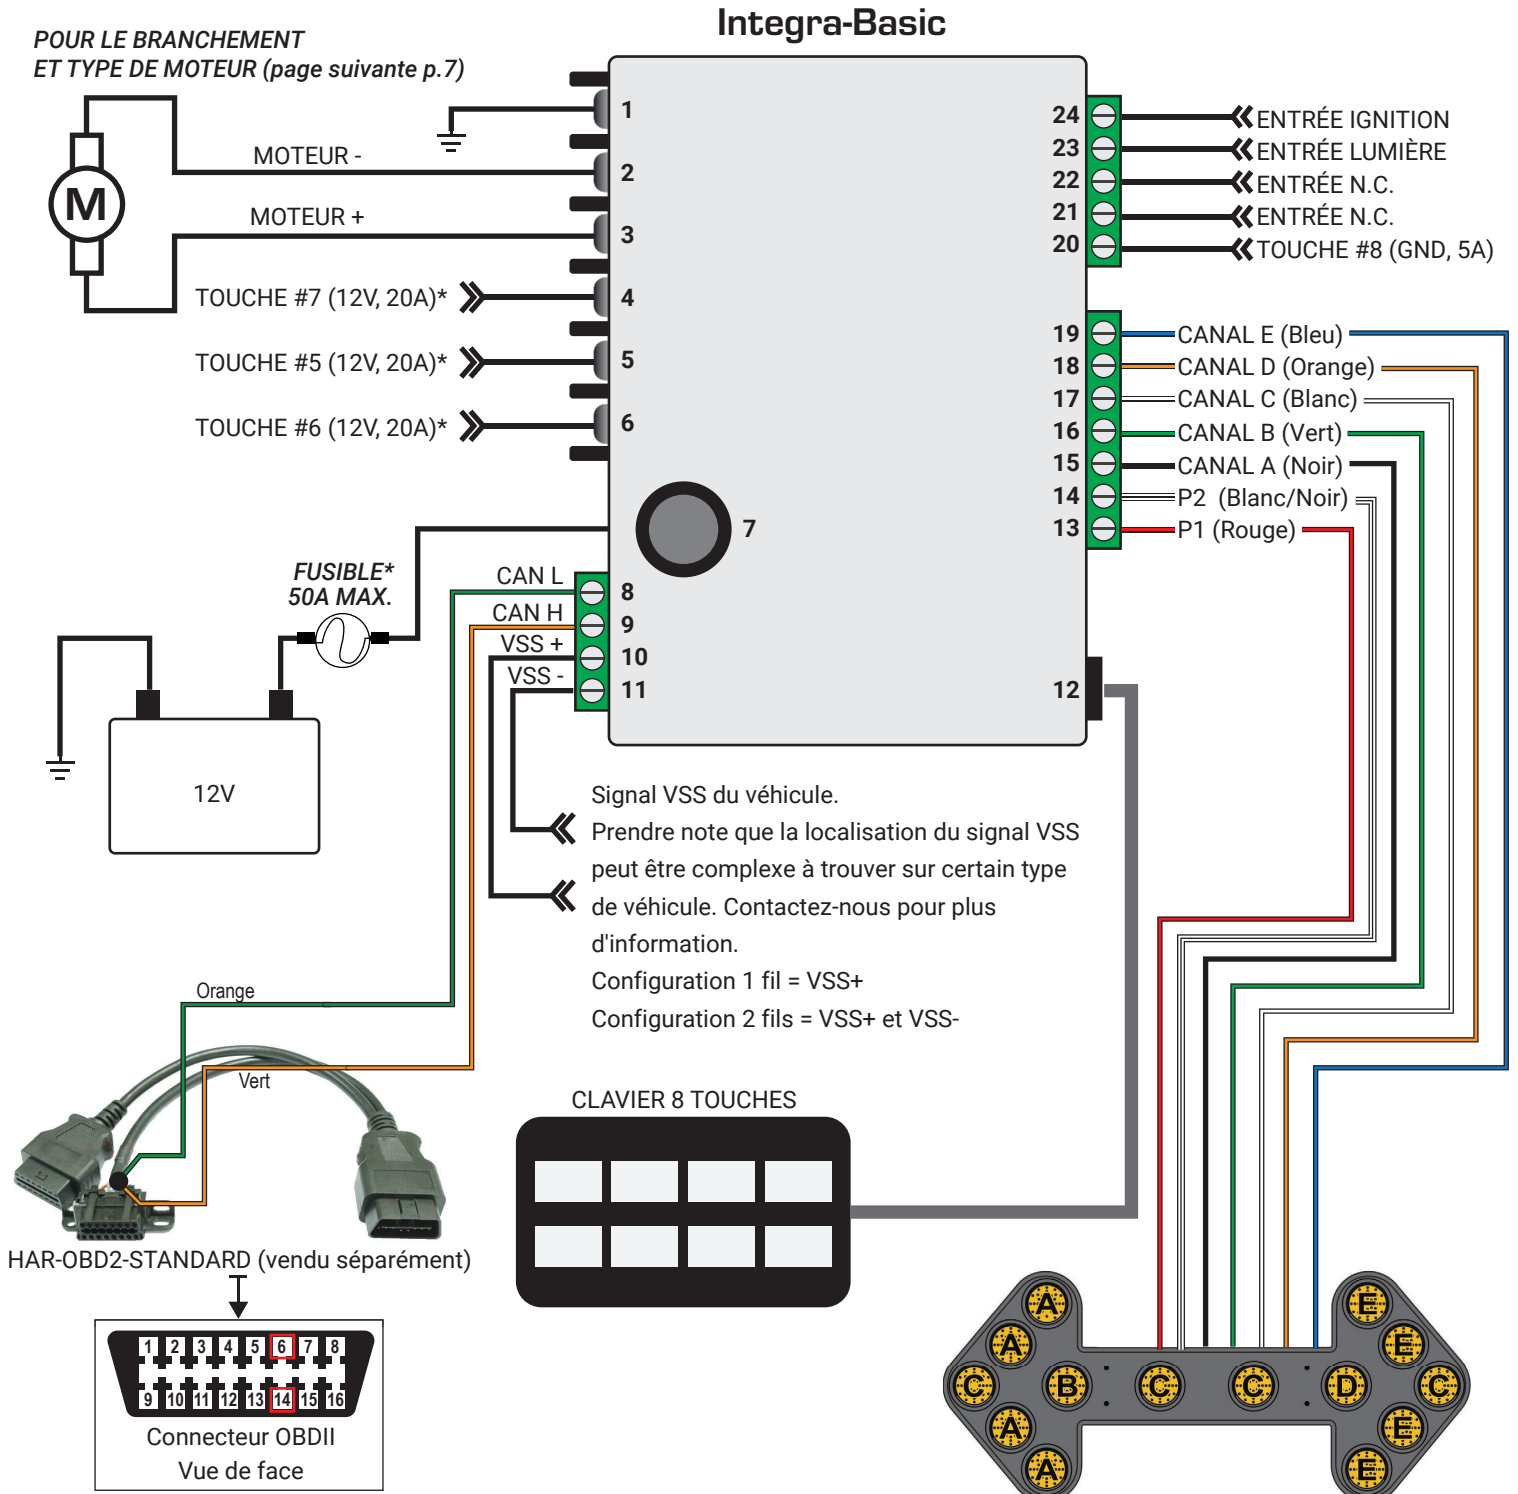 Integra-Basic
POUR LE BRANCHEMENT
ET TYPE DE MOTEUR (page suivante p.7)
MOTEUR -
M
MOTEUR +
TOUCHE #7 (12V, 20A)*
TOUCHE #5 (12V, 20A)*
TOUCHE #6 (12V, 20A)*
1
2
3
4
5
6
7
FUSIBLE*
50A MAX.
12V
CAN L
CAN H
VSS +
VSS -
8
9
10
11
24 ENTRÉE IGNITION
23 ENTRÉE LUMIÈRE
22 ENTRÉE N.C.
21 ENTRÉE N.C.
20 TOUCHE #8 (GND, 5A)
19 CANAL E (Bleu)
18 CANAL D (Orange)
17 CANAL C (Blanc)
16 CANAL B (Vert)
15 CANAL A (Noir)
14 P2 (Blanc/Noir)
13 P1 (Rouge)
12
Signal VSS du véhicule.
Prendre note que la localisation du signal VSS
peut être complexe à trouver sur certain type
de véhicule. Contactez-nous pour plus
d'information.
Configuration 1 fil = VSS+
Configuration 2 fils = VSS+ et VSS-
Orange
Vert
HAR-OBD2-STANDARD (vendu séparément)
1 2 3 4 5 6 7 8
9 10 11 12 13 14 15 16
Connecteur OBDII
Vue de face
CLAVIER 8 TOUCHES
A E
A E
C B C C D C
A E
A E